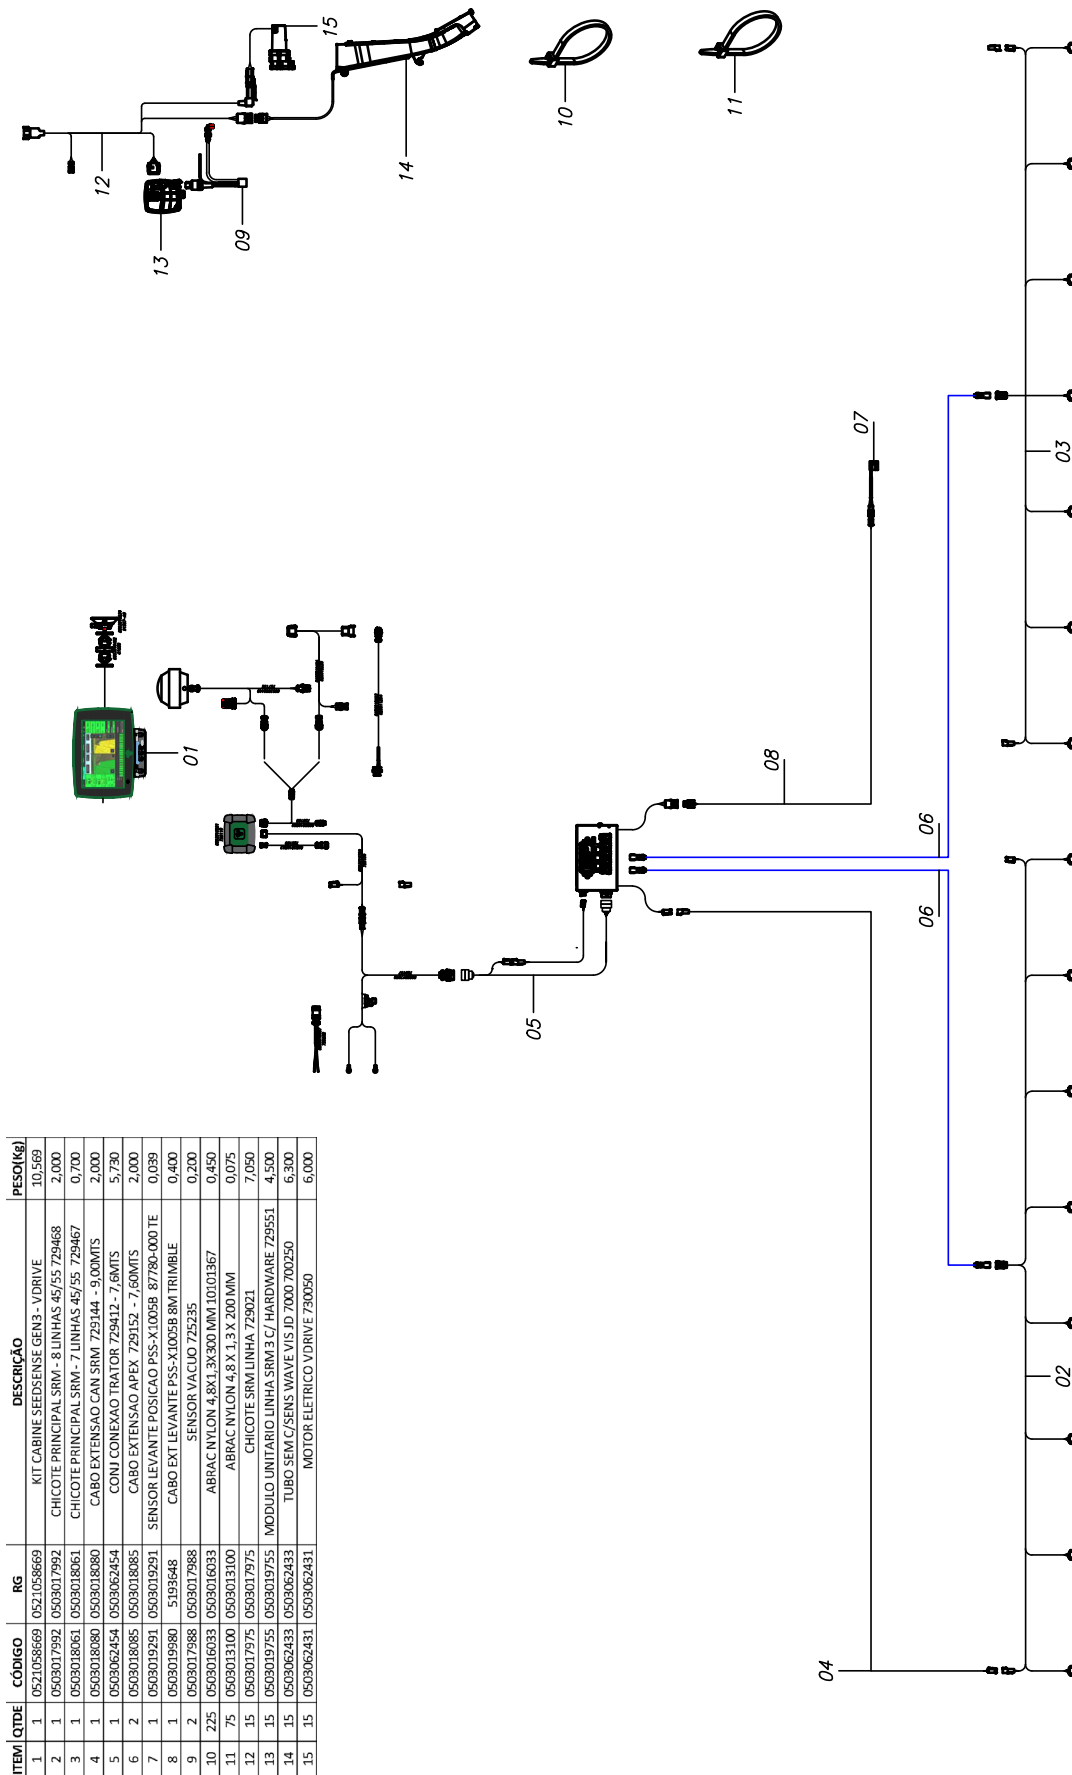 ITEM QTDE CÓDIGO RG DESCRIÇÃO PESO(Kg)
1 1 0521058669 0521058669 KIT CABINE SEEDSENSE GEN3 - VDRIVE 10,569
2 1 0503017992 0503017992 CHICOTE PRINCIPAL SRM - 8 LINHAS 45/55 729468 2,000
3 1 0503018061 0503018061 CHICOTE PRINCIPAL SRM - 7 LINHAS 45/55 729467 0,700
4 1 0503018080 0503018080 CABO EXTENSAO CAN SRM 729144 - 9,00MTS 2,000
5 1 0503062454 0503062454 CONJ CONEXAO TRATOR 729412 - 7,6MTS 5,730
6 2 0503018085 0503018085 CABO EXTENSAO APEX 729152 - 7,60MTS 2,000
7 1 0503019291 0503019291 SENSOR LEVANTE POSICAO PSS-X1005B 87780-000 TE 0,039
8 1 0503019980 5193648 CABO EXT LEVANTE PSS-X1005B 8M TRIMBLE 0,400
9 2 0503017988 0503017988 SENSOR VACUO 725235 0,200
10 225 0503016033 0503016033 ABRAC NYLON 4,8X1,3X300 MM 10101367 0,450
11 75 0503013100 0503013100 ABRAC NYLON 4,8 X 1,3 X 200 MM 0,075
12 15 0503017975 0503017975 CHICOTE SRM LINHA 729021 7,050
13 15 0503019755 0503019755 MODULO UNITARIO LINHA SRM 3 C/ HARDWARE 729551 4,500
14 15 0503062433 0503062433 TUBO SEM C/SENS WAVE VIS JD 7000 700250 6,300
15 15 0503062431 0503062431 MOTOR ELETRICO VDRIVE 730050 6,000
01
05
12
13
09
15
14
10
11
04
06
06
08
07
02
03